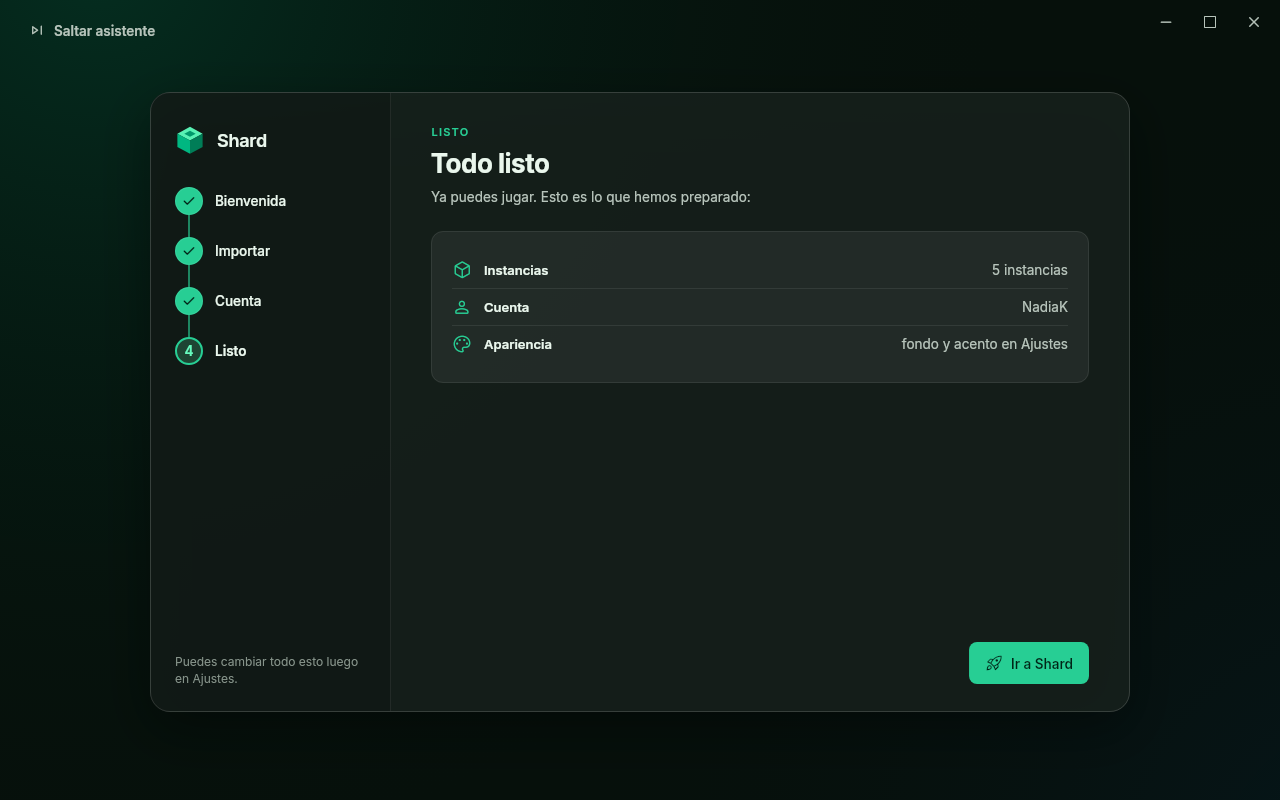 Saltar asistente
Shard
Bienvenida
Importar
Cuenta
4 Listo
Puedes cambiar todo esto luego
en Ajustes.
LISTO
Todo listo
Ya puedes jugar. Esto es lo que hemos preparado:
Instancias 5 instancias
Cuenta NadiaK
Apariencia fondo y acento en Ajustes
Ir a Shard